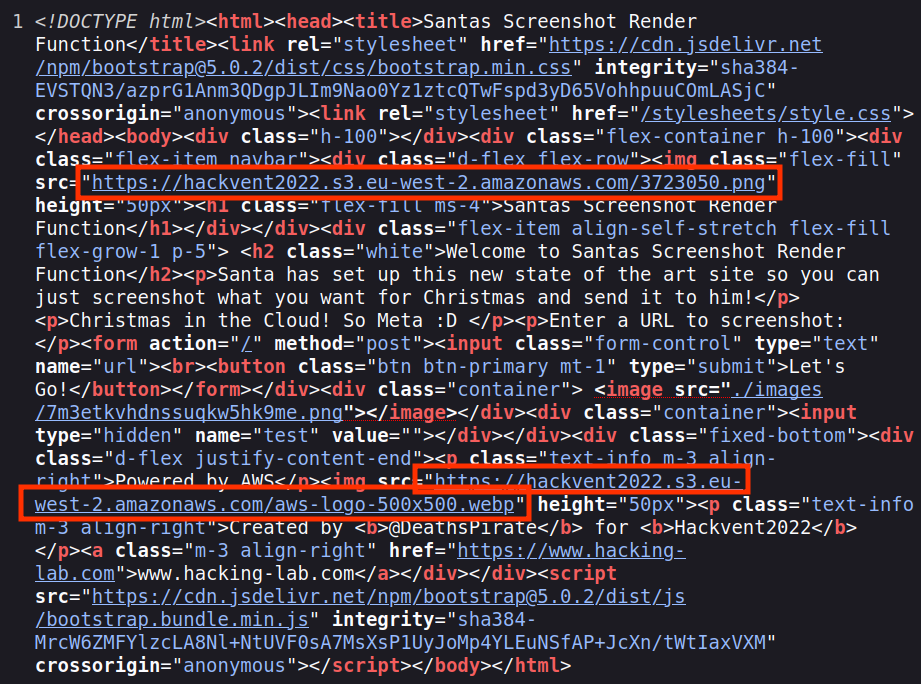 1 <!DOCTYPE html><html><head><title>Santas Screenshot Render
Function</title><link rel="stylesheet" href="https://cdn.jsdelivr.net
/npm/bootstrap@5.0.2/dist/css/bootstrap.min.css" integrity="sha384-
EVSTQN3/azprG1Anm3QDgpJLIm9Nao0Yz1ztcQTwFspd3yD65VohhpuuCOmLASjC"
crossorigin="anonymous"><link rel="stylesheet" href="/stylesheets/style.css">
</head><body><div class="h-100"></div><div class="flex-container h-100"><div
class="flex-item navbar"><div class="d-flex flex-row"><img class="flex-fill"
src="https://hackvent2022.s3.eu-west-2.amazonaws.com/3723050.png"
height="50px"><h1 class="flex-fill ms-4">Santas Screenshot Render
Function</h1></div></div><div class="flex-item align-self-stretch flex-fill
flex-grow-1 p-5"> <h2 class="white">Welcome to Santas Screenshot Render
Function</h2><p>Santa has set up this new state of the art site so you can
just screenshot what you want for Christmas and send it to him!</p>
<p>Christmas in the Cloud! So Meta :D </p><p>Enter a URL to screenshot:
</p><form action="/" method="post"><input class="form-control" type="text"
name="url"><br><button class="btn btn-primary mt-1" type="submit">Let's
Go!</button></form></div><div class="container"> <image src="./images
/7m3etkvhdnssuqkw5hk9me.png"></image></div><div class="container"><input
type="hidden" name="test" value=""></div></div><div class="fixed-bottom"><div
class="d-flex justify-content-end"><p class="text-info m-3 align-
right">Powered by AWS</p><img src="https://hackvent2022.s3.eu-
west-2.amazonaws.com/aws-logo-500x500.webp" height="50px"><p class="text-info
m-3 align-right">Created by <b>@DeathsPirate</b> for <b>Hackvent2022</b>
</p><a class="m-3 align-right" href="https://www.hacking-
lab.com">www.hacking-lab.com</a></div></div><script
src="https://cdn.jsdelivr.net/npm/bootstrap@5.0.2/dist/js
/bootstrap.bundle.min.js" integrity="sha384-
MrcW6ZMFYlzcLA8Nl+NtUVF0sA7MsXsP1UyJoMp4YLEuNSfAP+JcXn/tWtIaxVXM"
crossorigin="anonymous"></script></body></html>